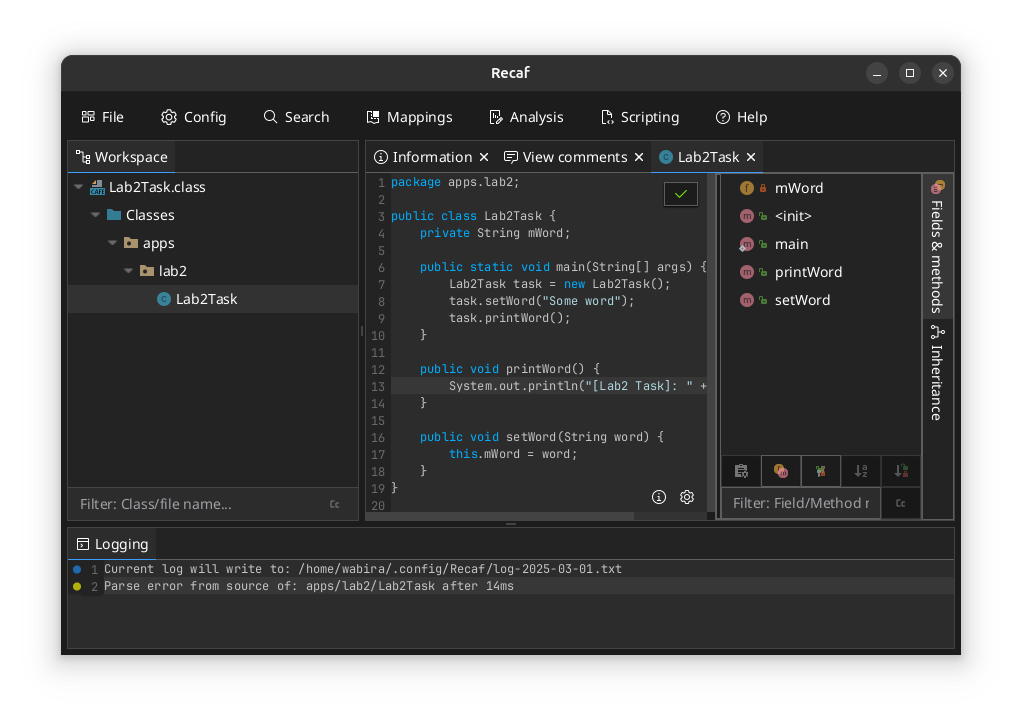 Recaf
File Config Search Mappings Analysis Scripting Help
Workspace
Lab2Task.class
Classes
apps
lab2
Lab2Task
Filter: Class/file name...
Cc
Information
View comments
Lab2Task
1 package apps.lab2;
2
3 public class Lab2Task {
4 private String mWord;
5
6 public static void main(String[] args) {
7 Lab2Task task = new Lab2Task();
8 task.setWord("Some word");
9 task.printWord();
10 }
11
12 public void printWord() {
13 System.out.println("[Lab2 Task]: " +
14 }
15
16 public void setWord(String word) {
17 this.mWord = word;
18 }
19 }
20
f mWord
m <init>
m main
m printWord
m setWord
Filter: Field/Method r
Cc
Fields & methods
Inheritance
Logging
1 Current log will write to: /home/wabira/.config/Recaf/log-2025-03-01.txt
2 Parse error from source of: apps/lab2/Lab2Task after 14ms